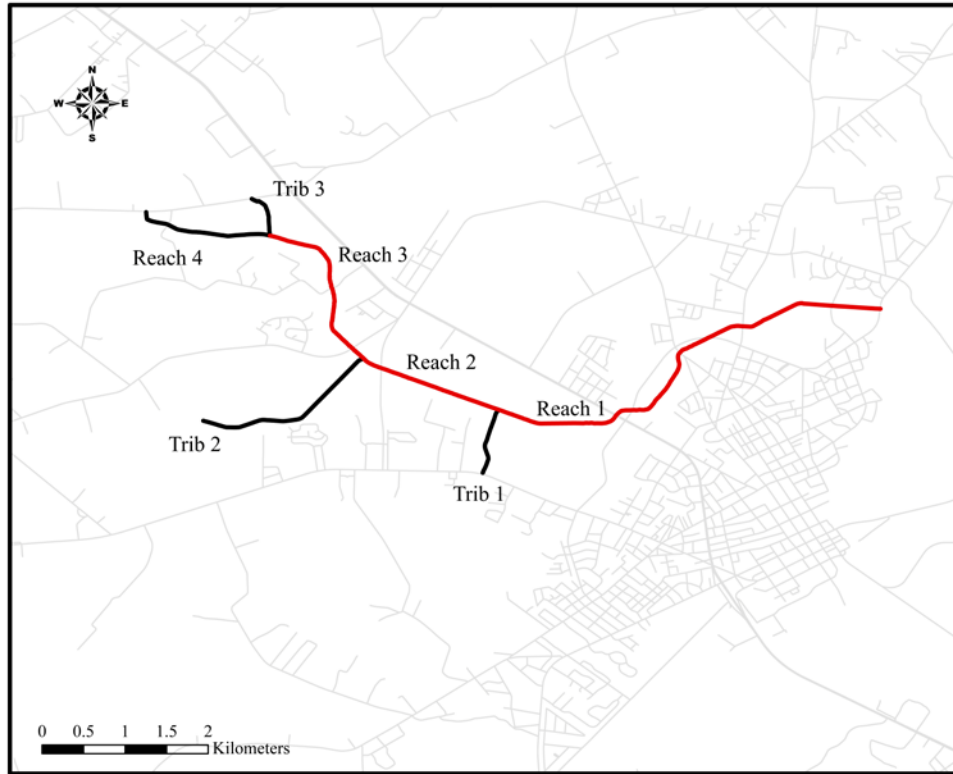 N
W E
S
Trib 3
Reach 4
Reach 3
Reach 2
Reach 1
Trib 2
Trib 1
0 0.5 1 1.5 2
Kilometers